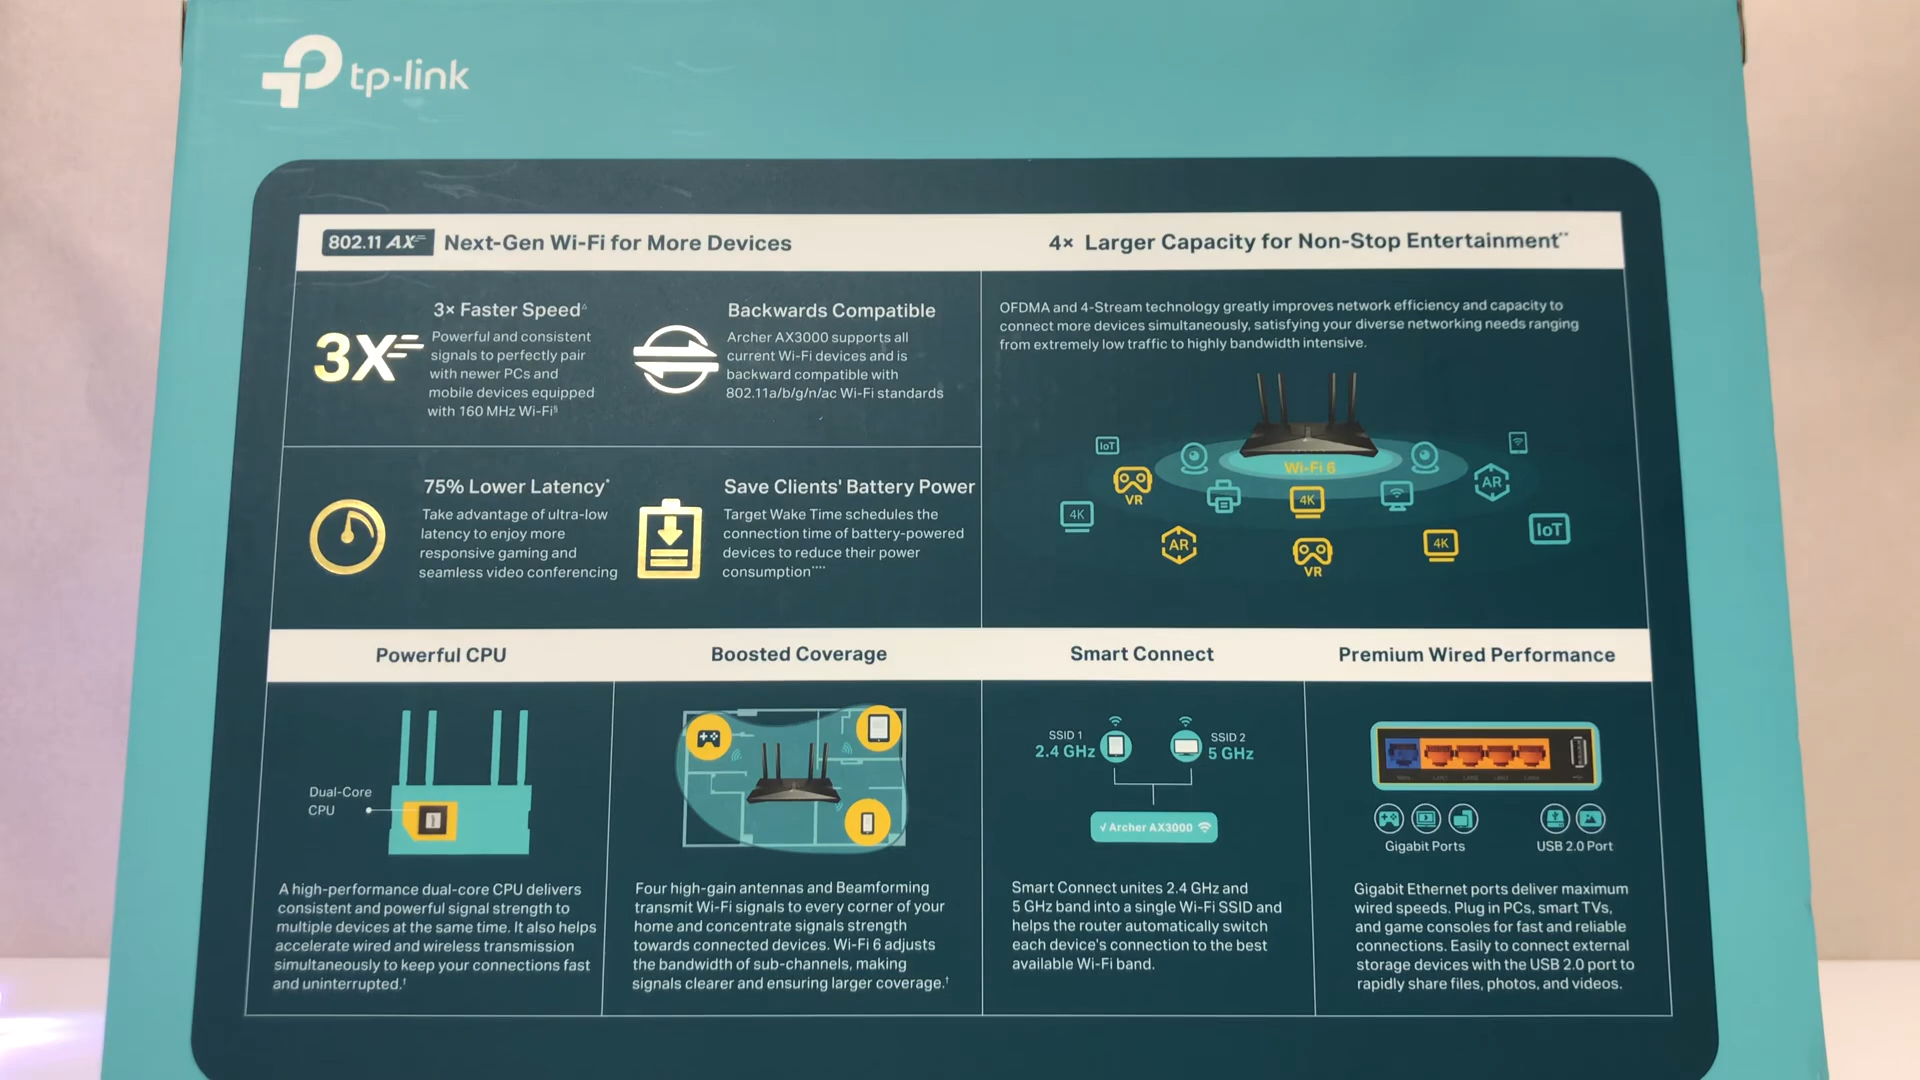 tp-link
802.11 AX Next-Gen Wi-Fi for More Devices
4× Larger Capacity for Non-Stop Entertainment**
3X
3× Faster Speed△
Powerful and consistent
signals to perfectly pair
with newer PCs and
mobile devices equipped
with 160 MHz Wi-Fi§
Backwards Compatible
Archer AX3000 supports all
current Wi-Fi devices and is
backward compatible with
802.11a/b/g/n/ac Wi-Fi standards
75% Lower Latency*
Take advantage of ultra-low
latency to enjoy more
responsive gaming and
seamless video conferencing
Save Clients' Battery Power
Target Wake Time schedules the
connection time of battery-powered
devices to reduce their power
consumption****
OFDMA and 4-Stream technology greatly improves network efficiency and capacity to
connect more devices simultaneously, satisfying your diverse networking needs ranging
from extremely low traffic to highly bandwidth intensive.
IoT
Wi-Fi 6
VR
AR
4K
4K
IoT
AR
4K
VR
Powerful CPU
Dual-Core
CPU
A high-performance dual-core CPU delivers
consistent and powerful signal strength to
multiple devices at the same time. It also helps
accelerate wired and wireless transmission
simultaneously to keep your connections fast
and uninterrupted.†
Boosted Coverage
Four high-gain antennas and Beamforming
transmit Wi-Fi signals to every corner of your
home and concentrate signals strength
towards connected devices. Wi-Fi 6 adjusts
the bandwidth of sub-channels, making
signals clearer and ensuring larger coverage.†
Smart Connect
SSID 1
2.4 GHz
SSID 2
5 GHz
√ Archer AX3000
Smart Connect unites 2.4 GHz and
5 GHz band into a single Wi-Fi SSID and
helps the router automatically switch
each device's connection to the best
available Wi-Fi band.
Premium Wired Performance
Gigabit Ports
USB 2.0 Port
Gigabit Ethernet ports deliver maximum
wired speeds. Plug in PCs, smart TVs,
and game consoles for fast and reliable
connections. Easily to connect external
storage devices with the USB 2.0 port to
rapidly share files, photos, and videos.